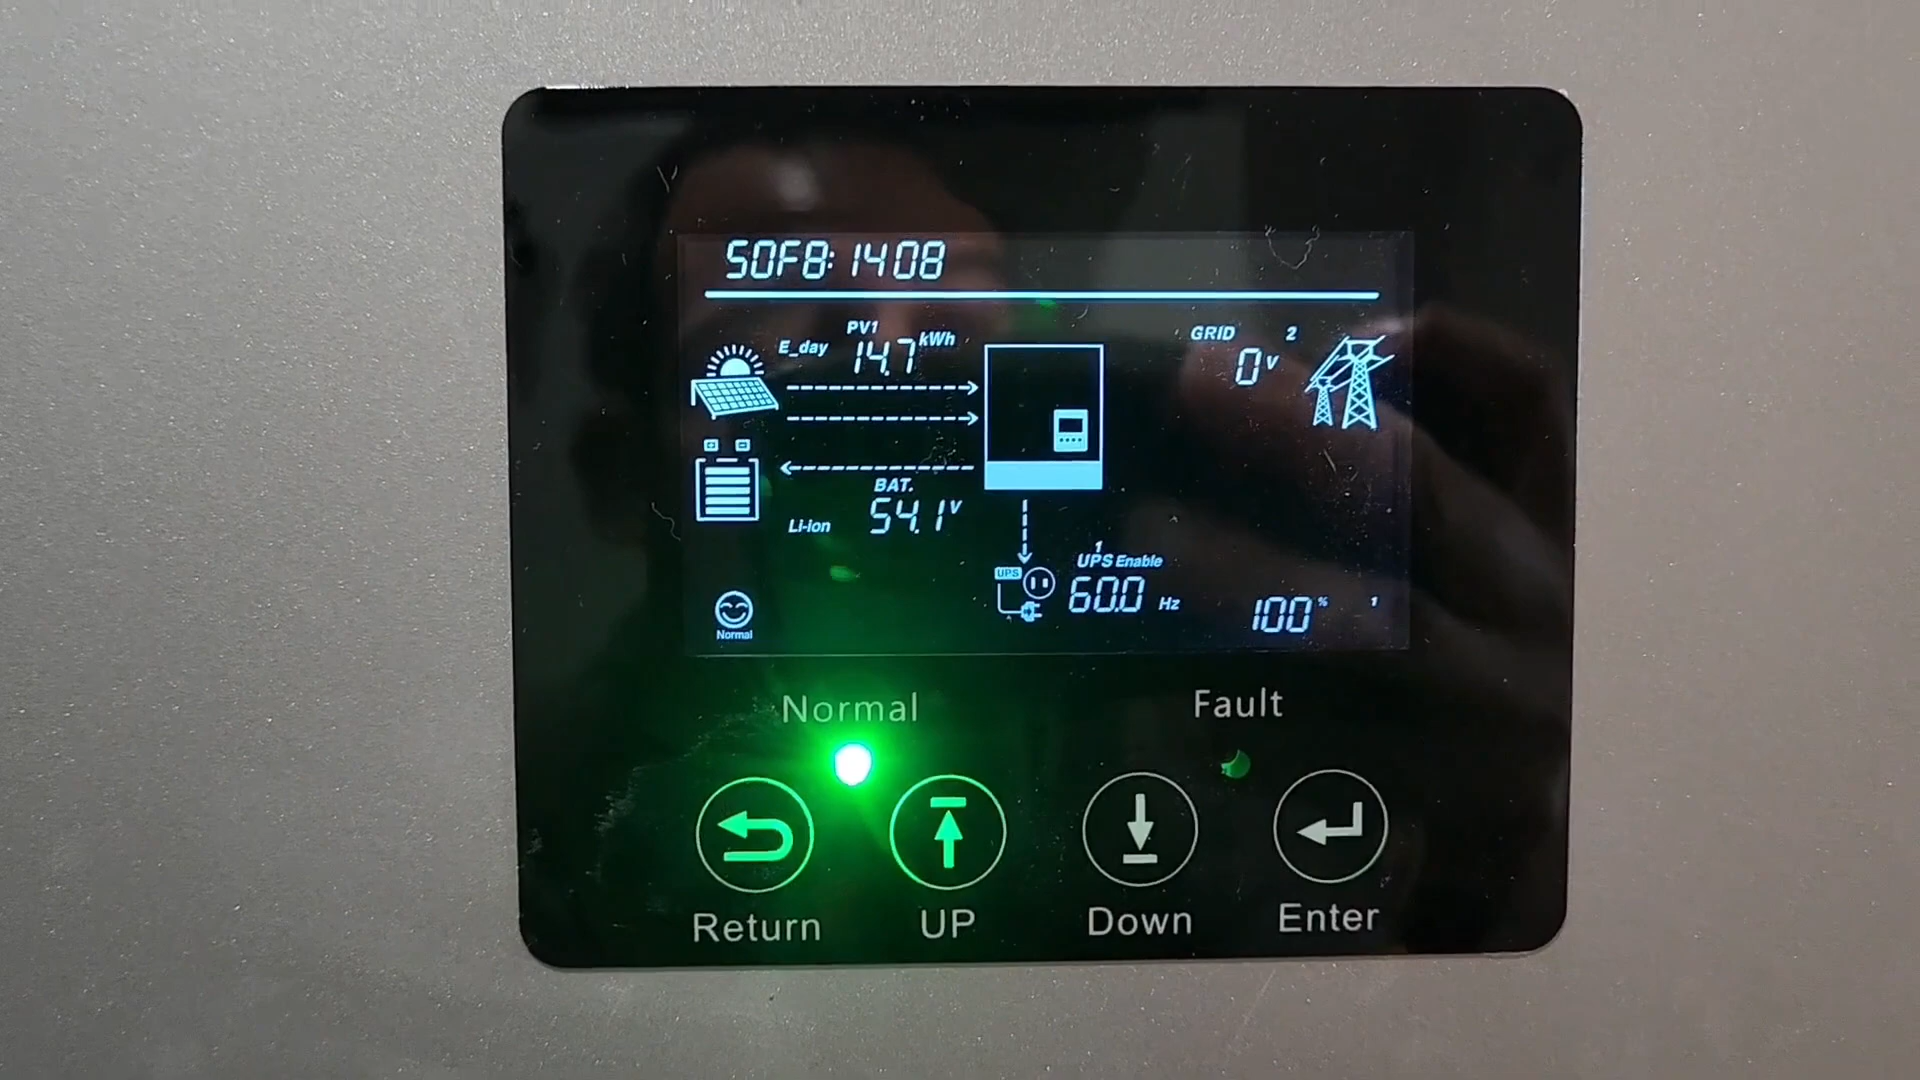 SOF8:1408
PV1
E_day 14.7 kWh
GRID 2
0 V
BAT.
Li-ion 54.1 V
1
UPS Enable
UPS 60.0 Hz
100 % 1
Normal
Normal Fault
Return UP Down Enter